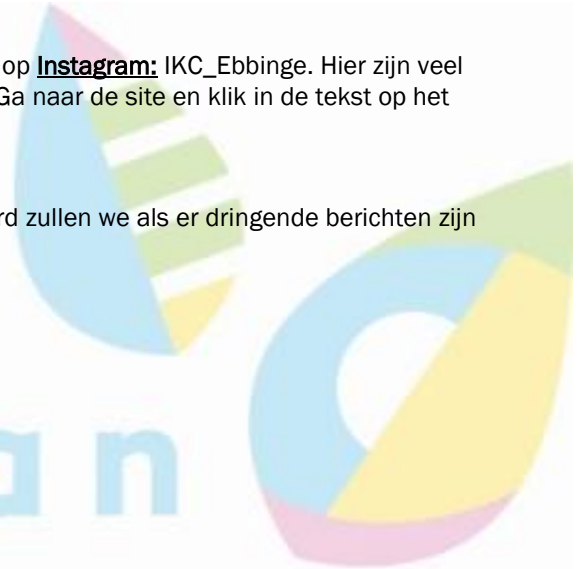 op Instagram: IKC_Ebbinge. Hier zijn veel
Ga naar de site en klik in de tekst op het
rd zullen we als er dringende berichten zijn
an